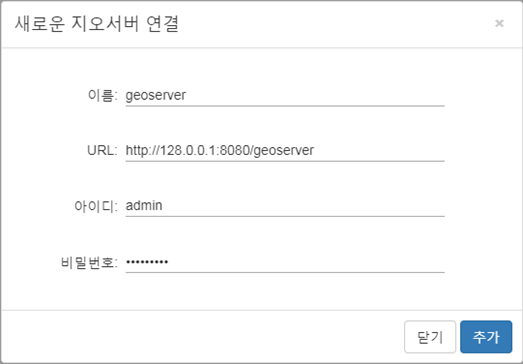 새로운 지오서버 연결 ×
이름: geoserver
URL: http://128.0.0.1:8080/geoserver
아이디: admin
비밀번호: •••••••••
닫기 추가